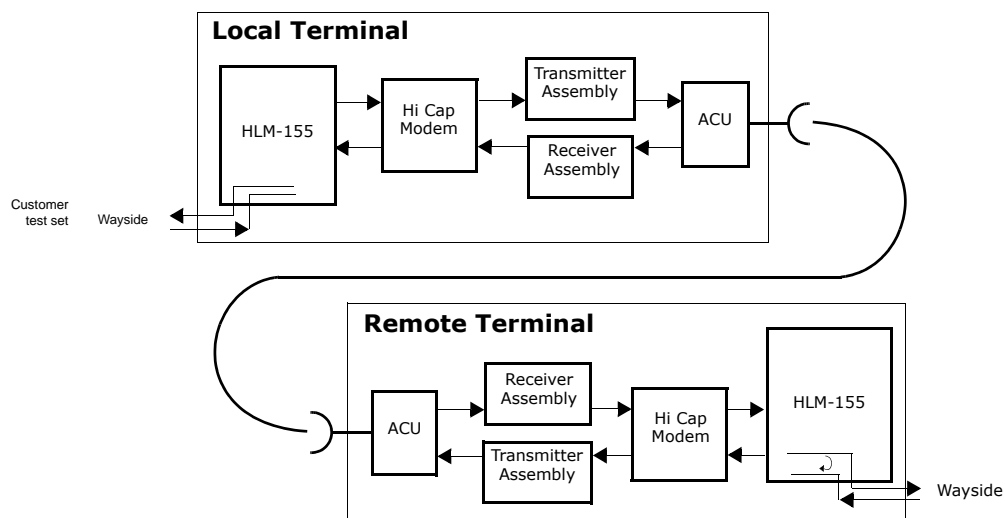 Local Terminal
HLM-155
Hi Cap
Modem
Transmitter
Assembly
Receiver
Assembly
ACU
Customer
test set
Wayside
Remote Terminal
ACU
Receiver
Assembly
Transmitter
Assembly
Hi Cap
Modem
HLM-155
Wayside